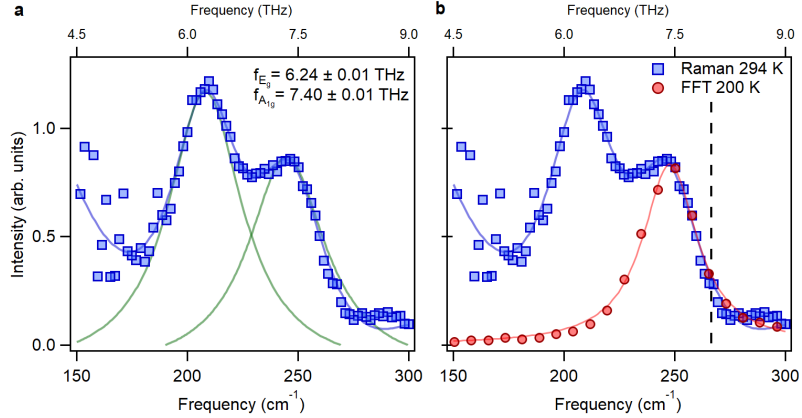 a
Frequency (THz)
4.5 6.0 7.5 9.0
f_Eg = 6.24 ± 0.01 THz
f_A1g = 7.40 ± 0.01 THz
1.0
0.5
0.0
Intensity (arb. units)
150 200 250 300
Frequency (cm⁻¹)
b
Frequency (THz)
4.5 6.0 7.5 9.0
Raman 294 K
FFT 200 K
150 200 250 300
Frequency (cm⁻¹)